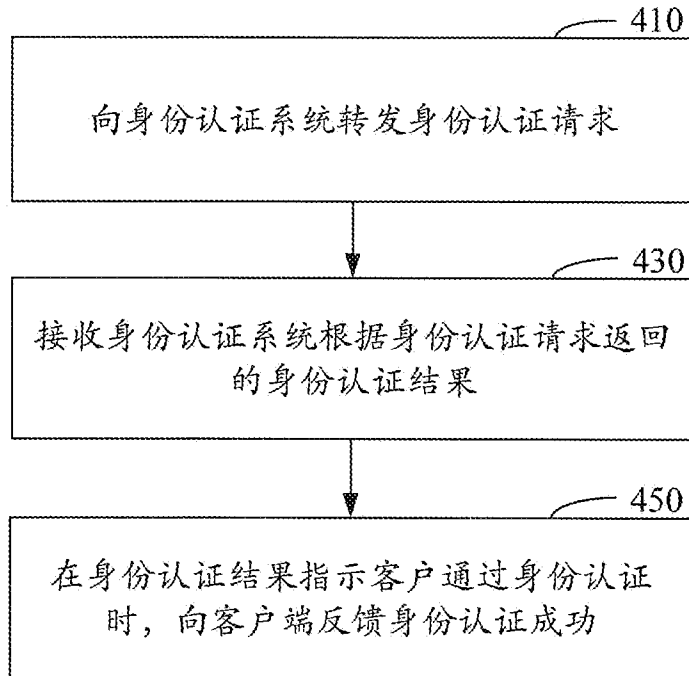 410
向身份认证系统转发身份认证请求
430
接收身份认证系统根据身份认证请求返回
的身份认证结果
450
在身份认证结果指示客户通过身份认证
时，向客户端反馈身份认证成功